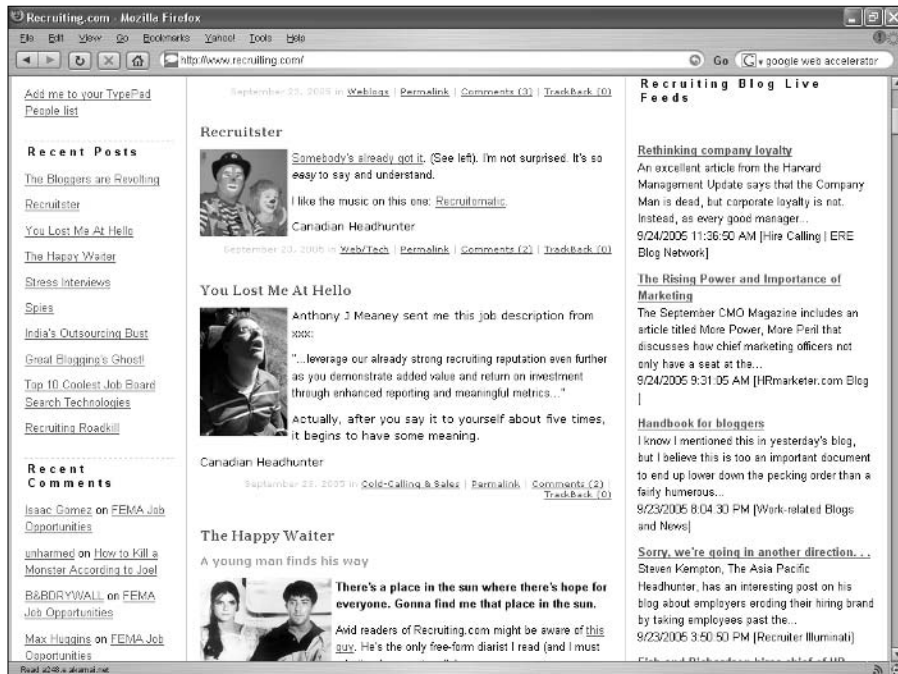 Recruiting.com - Mozilla Firefox
File Edit View Go Bookmarks Yahoo! Tools Help
http://www.recruiting.com/
Go
google web accelerator
Add me to your TypePad
People list
Recent Posts
The Bloggers are Revolting
Recruitster
You Lost Me At Hello
The Happy Waiter
Stress Interviews
Spies
India's Outsourcing Bust
Great Blogging's Ghost!
Top 10 Coolest Job Board
Search Technologies
Recruiting Roadkill
Recent
Comments
Isaac Gomez on FEMA Job
Opportunities
unharmed on How to Kill a
Monster According to Joel
B&BDRYWALL on FEMA
Job Opportunities
Max Huggins on FEMA Job
Opportunities
September 23, 2005 in Weblogs | Permalink | Comments (3) | TrackBack (0)
Recruitster
Somebody's already got it. (See left). I'm not surprised. It's so
easy to say and understand.
I like the music on this one: Recruitomatic.
Canadian Headhunter
September 23, 2005 in Web/Tech | Permalink | Comments (2) | TrackBack (0)
You Lost Me At Hello
Anthony J Meaney sent me this job description from
xxx:
"...leverage our already strong recruiting reputation even further
as you demonstrate added value and return on investment
through enhanced reporting and meaningful metrics..."
Actually, after you say it to yourself about five times,
it begins to have some meaning.
Canadian Headhunter
September 23, 2005 in Cold-Calling & Sales | Permalink | Comments (2) |
TrackBack (0)
The Happy Waiter
A young man finds his way
There's a place in the sun where there's hope for
everyone. Gonna find me that place in the sun.
Avid readers of Recruiting.com might be aware of this
guy. He's the only free-form diarist I read (and I must
Recruiting Blog Live
Feeds
Rethinking company loyalty
An excellent article from the Harvard
Management Update says that the Company
Man is dead, but corporate loyalty is not.
Instead, as every good manager...
9/24/2005 11:36:50 AM [Hire Calling | ERE
Blog Network]
The Rising Power and Importance of
Marketing
The September CMO Magazine includes an
article titled More Power, More Peril that
discusses how chief marketing officers not
only have a seat at the...
9/24/2005 9:31:05 AM [HRmarketer.com Blog
]
Handbook for bloggers
I know I mentioned this in yesterday's blog,
but I believe this is too an important document
to end up lower down the pecking order than a
fairly humerous...
9/23/2005 8:04:30 PM [Work-related Blogs
and News]
Sorry, we're going in another direction. . .
Steven Kempton, The Asia Pacific
Headhunter, has an interesting post on his
blog about employers eroding their hiring brand
by taking employees past the...
9/23/2005 3:50:50 PM [Recruiter Illuminati]
Read a248.e.akamai.net